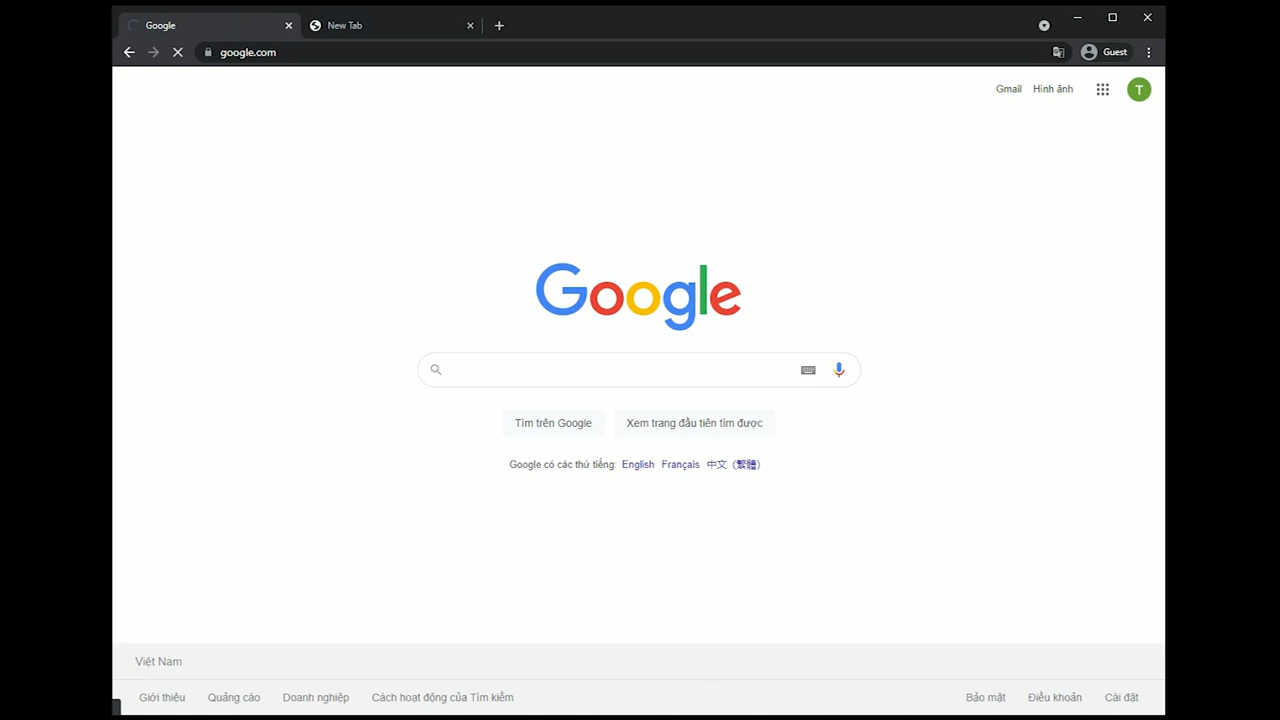 Google
New Tab
google.com
Guest
Gmail Hình ảnh
T
Google
Tìm trên Google
Xem trang đầu tiên tìm được
Google có các thứ tiếng: English Français 中文 (繁體)
Việt Nam
Giới thiệu Quảng cáo Doanh nghiệp Cách hoạt động của Tìm kiếm
Bảo mật Điều khoản Cài đặt